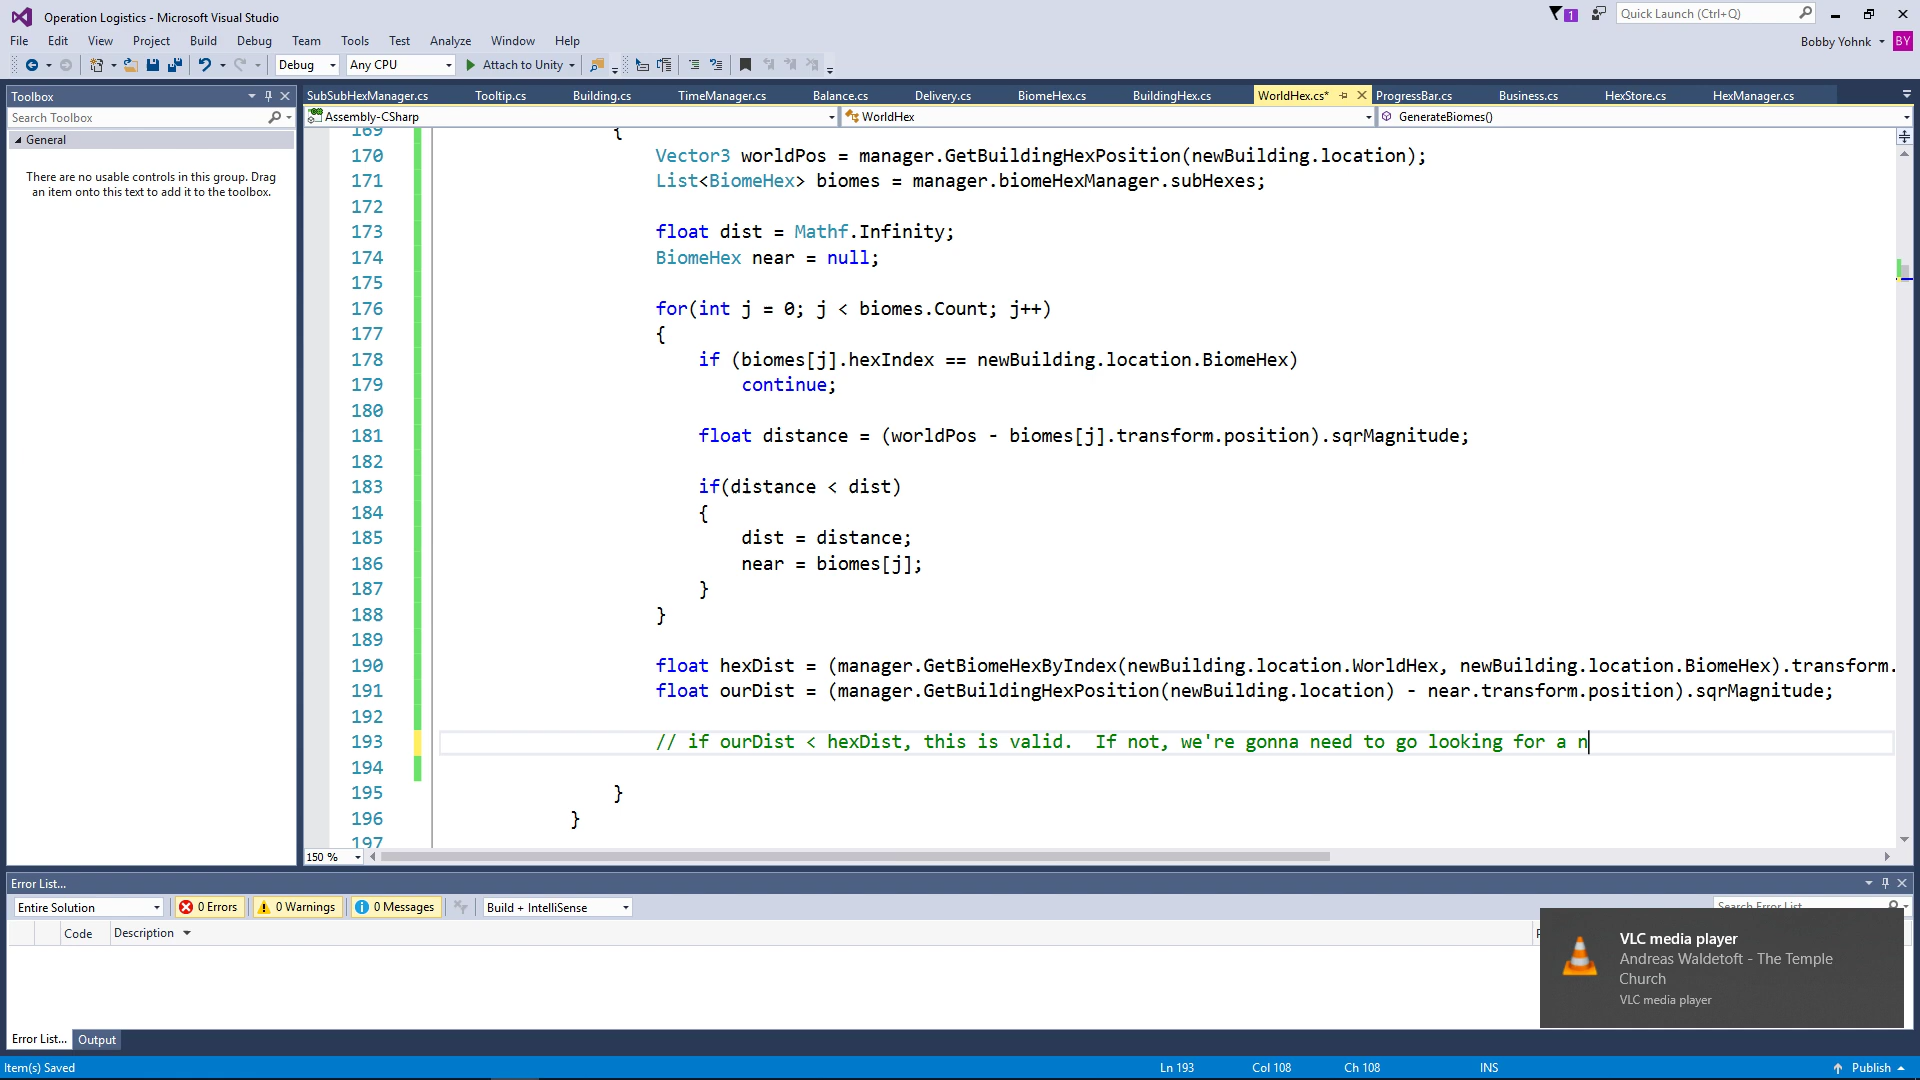 Operation Logistics - Microsoft Visual Studio
1
Quick Launch (Ctrl+Q)
File Edit View Project Build Debug Team Tools Test Analyze Window Help
Bobby Yohnk BY
Debug Any CPU Attach to Unity
Toolbox
Search Toolbox
General
There are no usable controls in this group. Drag
an item onto this text to add it to the toolbox.
SubSubHexManager.cs Tooltip.cs Building.cs TimeManager.cs Balance.cs Delivery.cs BiomeHex.cs BuildingHex.cs WorldHex.cs* ProgressBar.cs Business.cs HexStore.cs HexManager.cs
Assembly-CSharp WorldHex GenerateBiomes()
169 {
170 Vector3 worldPos = manager.GetBuildingHexPosition(newBuilding.location);
171 List<BiomeHex> biomes = manager.biomeHexManager.subHexes;
172
173 float dist = Mathf.Infinity;
174 BiomeHex near = null;
175
176 for(int j = 0; j < biomes.Count; j++)
177 {
178 if (biomes[j].hexIndex == newBuilding.location.BiomeHex)
179 continue;
180
181 float distance = (worldPos - biomes[j].transform.position).sqrMagnitude;
182
183 if(distance < dist)
184 {
185 dist = distance;
186 near = biomes[j];
187 }
188 }
189
190 float hexDist = (manager.GetBiomeHexByIndex(newBuilding.location.WorldHex, newBuilding.location.BiomeHex).transform.
191 float ourDist = (manager.GetBuildingHexPosition(newBuilding.location) - near.transform.position).sqrMagnitude;
192
193 // if ourDist < hexDist, this is valid.  If not, we're gonna need to go looking for a n
194
195 }
196 }
197
150 %
Error List...
Entire Solution 0 Errors 0 Warnings 0 Messages Build + IntelliSense Search Error List
Code Description
VLC media player
Andreas Waldetoft - The Temple
Church
VLC media player
Error List... Output
Item(s) Saved Ln 193 Col 108 Ch 108 INS Publish